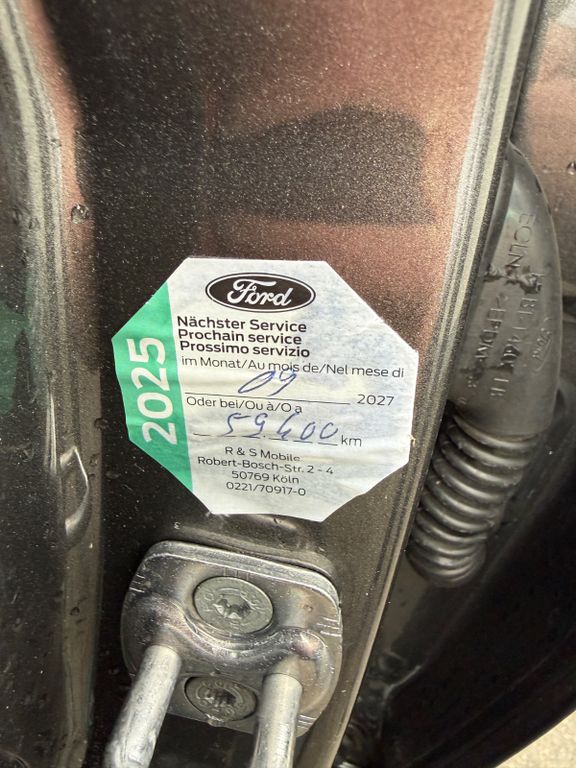 Ford
Nächster Service
Prochain service
Prossimo servizio
im Monat/Au mois de/Nel mese di
09 2027
Oder bei/Ou à/O a
59400 km
R & S Mobile
Robert-Bosch-Str. 2 - 4
50769 Köln
0221/70917-0
2025